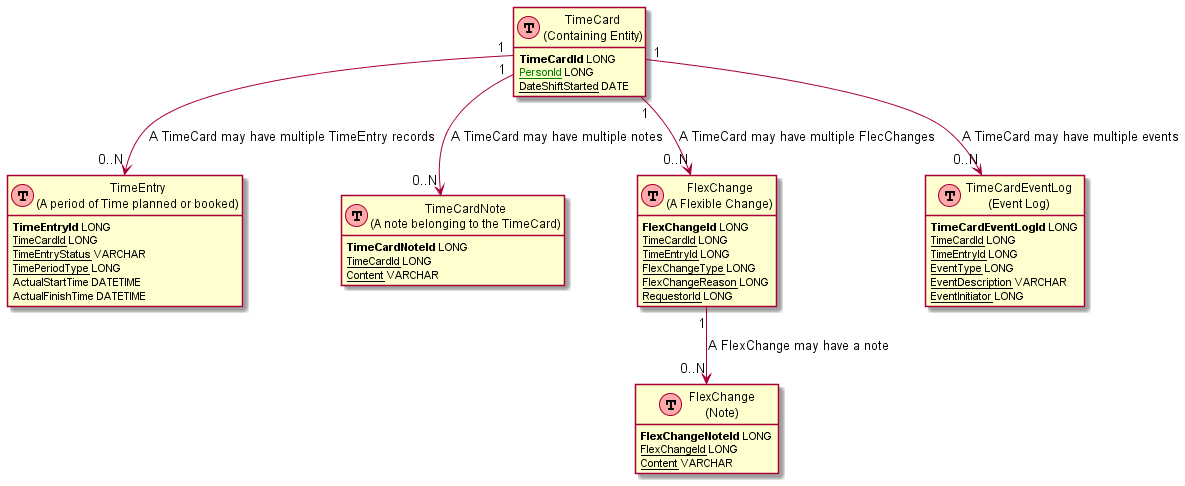 T
TimeCard
(Containing Entity)
TimeCardId LONG
PersonId LONG
DateShiftStarted DATE
1
1
1
1
A TimeCard may have multiple TimeEntry records
A TimeCard may have multiple notes
A TimeCard may have multiple FlecChanges
A TimeCard may have multiple events
0..N
0..N
0..N
0..N
T
TimeEntry
(A period of Time planned or booked)
TimeEntryId LONG
TimeCardId LONG
TimeEntryStatus VARCHAR
TimePeriodType LONG
ActualStartTime DATETIME
ActualFinishTime DATETIME
T
TimeCardNote
(A note belonging to the TimeCard)
TimeCardNoteId LONG
TimeCardId LONG
Content VARCHAR
T
FlexChange
(A Flexible Change)
FlexChangeId LONG
TimeCardId LONG
TimeEntryId LONG
FlexChangeType LONG
FlexChangeReason LONG
RequestorId LONG
T
TimeCardEventLog
(Event Log)
TimeCardEventLogId LONG
TimeCardId LONG
TimeEntryId LONG
EventType LONG
EventDescription VARCHAR
EventInitiator LONG
1
A FlexChange may have a note
0..N
T
FlexChange
(Note)
FlexChangeNoteId LONG
FlexChangeId LONG
Content VARCHAR